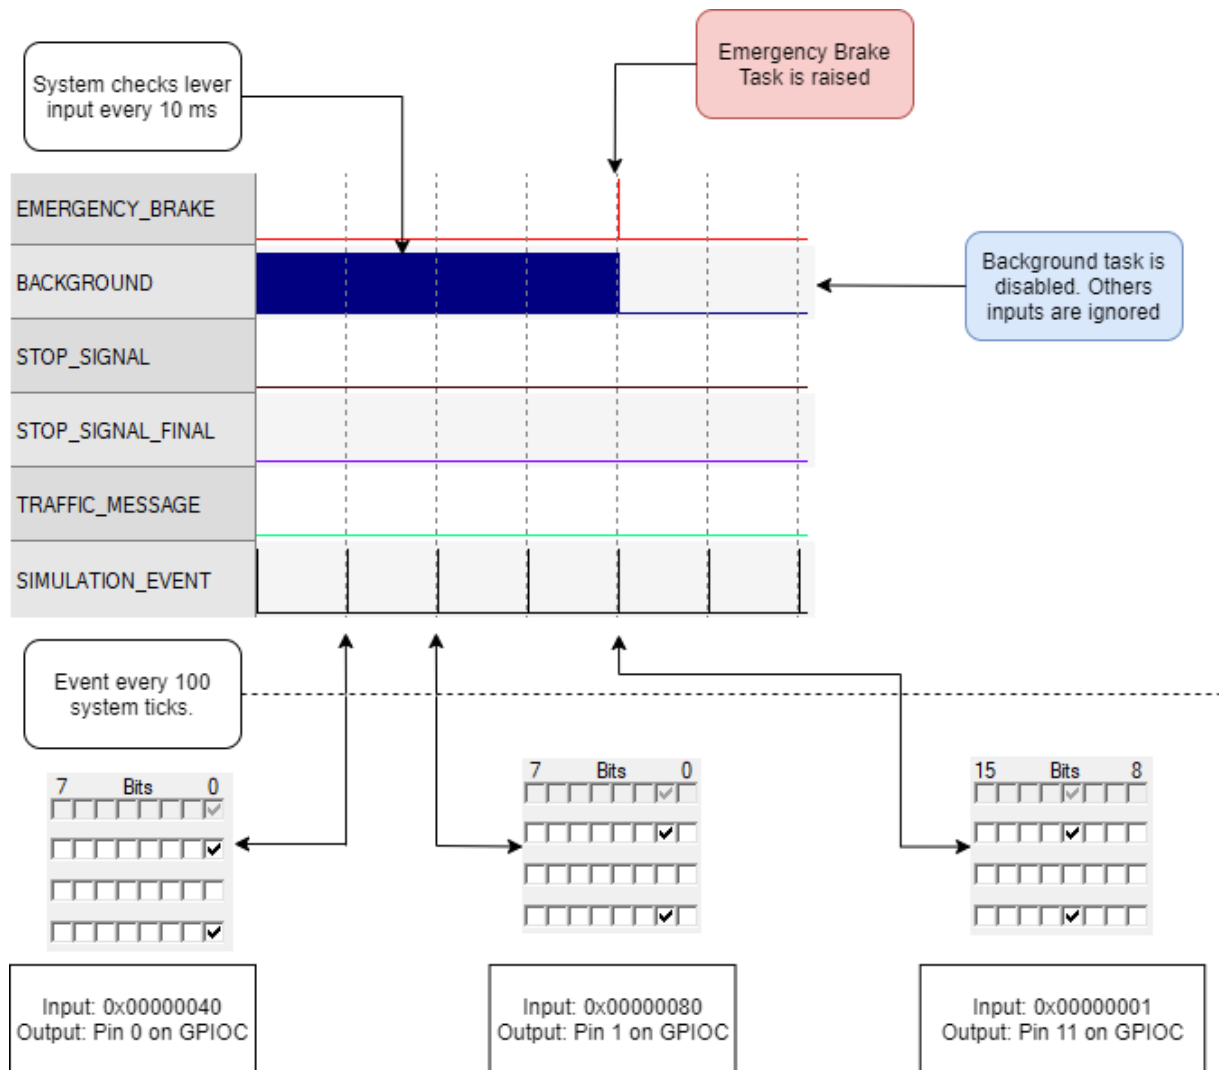 System checks lever
input every 10 ms
Emergency Brake
Task is raised
EMERGENCY_BRAKE
BACKGROUND
Background task is
disabled. Others
inputs are ignored
STOP_SIGNAL
STOP_SIGNAL_FINAL
TRAFFIC_MESSAGE
SIMULATION_EVENT
Event every 100
system ticks.
7 Bits 0
7 Bits 0
15 Bits 8
Input: 0x00000040
Output: Pin 0 on GPIOC
Input: 0x00000080
Output: Pin 1 on GPIOC
Input: 0x00000001
Output: Pin 11 on GPIOC